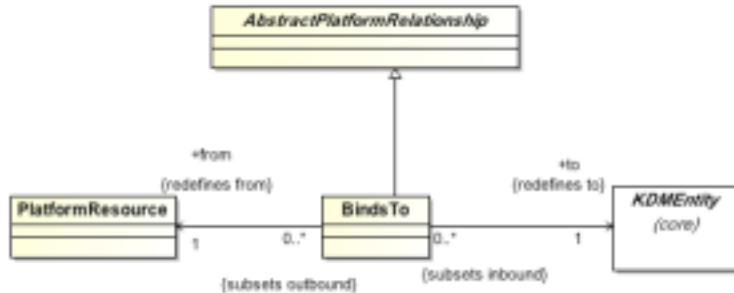 AbstractPlatformRelationship
+from
{redefines from}
+to
{redefines to}
PlatformResource
BindsTo
KDMEntity
(core)
1
0..*
0..*
1
{subsets outbound}
{subsets inbound}